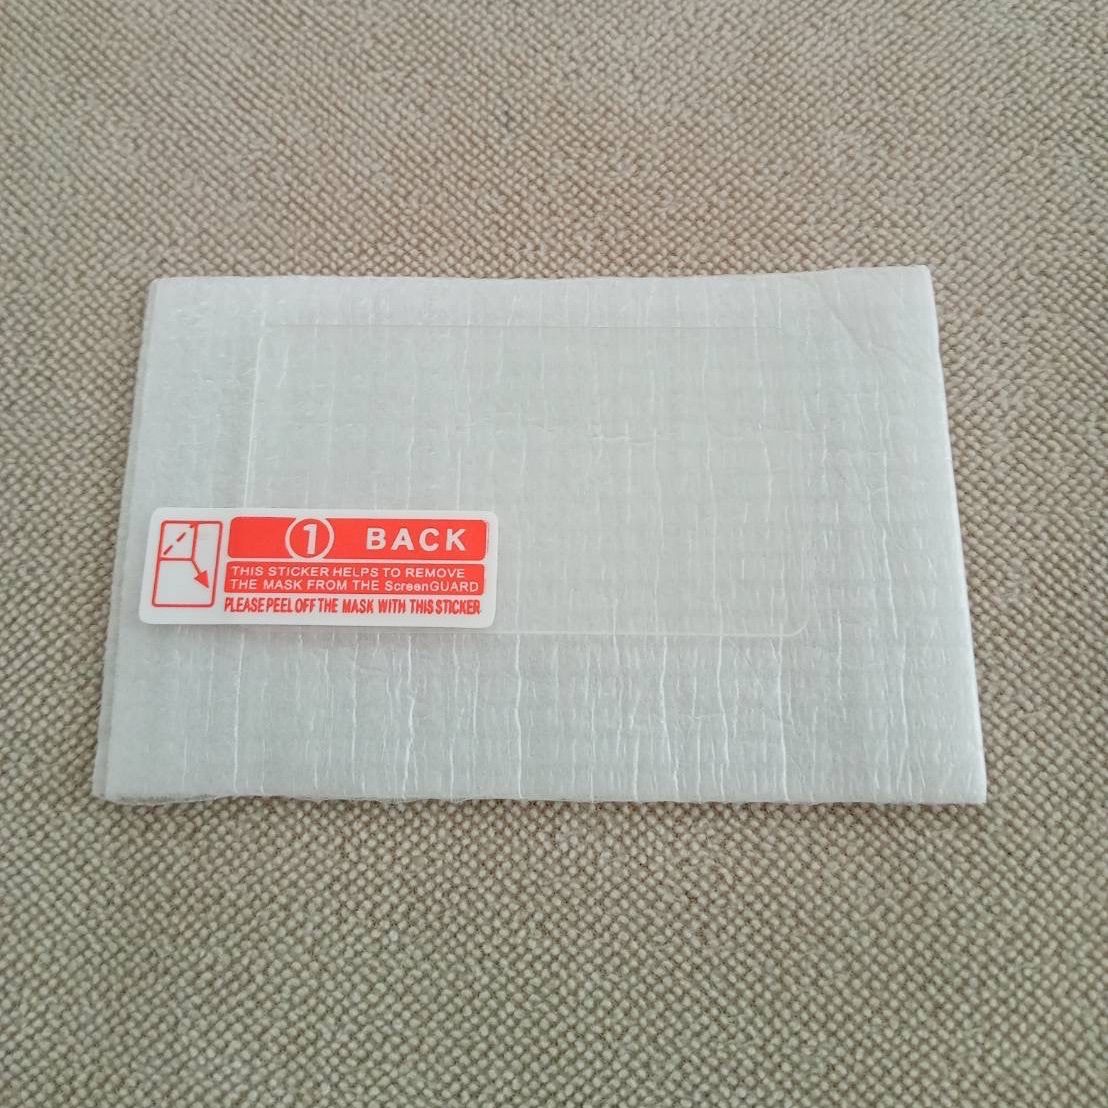 1 BACK
THIS STICKER HELPS TO REMOVE
THE MASK FROM THE ScreenGUARD
PLEASE PEEL OFF THE MASK WITH THIS STICKER